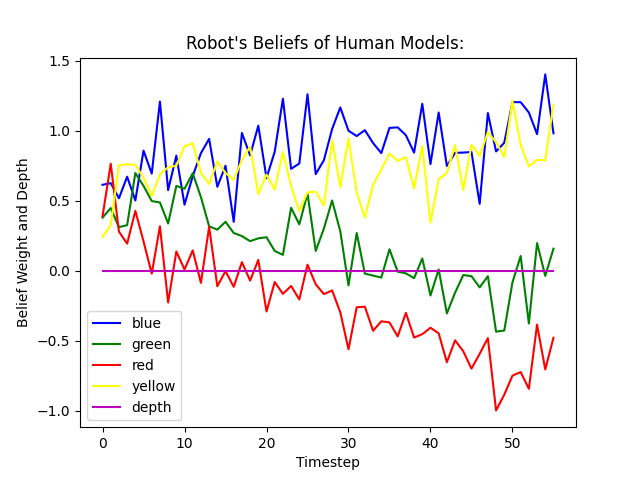 Robot's Beliefs of Human Models:
Belief Weight and Depth
1.5
1.0
0.5
0.0
−0.5
−1.0
blue
green
red
yellow
depth
0 10 20 30 40 50
Timestep